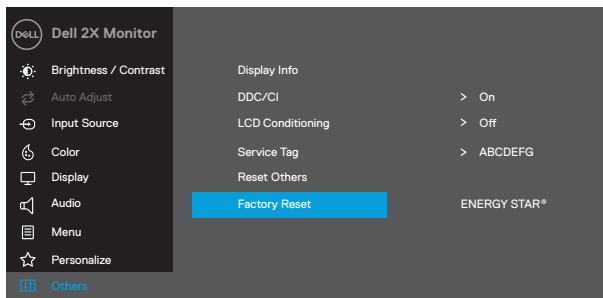 DELL Dell 2X Monitor
Brightness / Contrast
Display Info
Auto Adjust
DDC/CI > On
Input Source
LCD Conditioning > Off
Color
Service Tag > ABCDEFG
Display
Reset Others
Audio
Factory Reset ENERGY STAR®
Menu
Personalize
Others